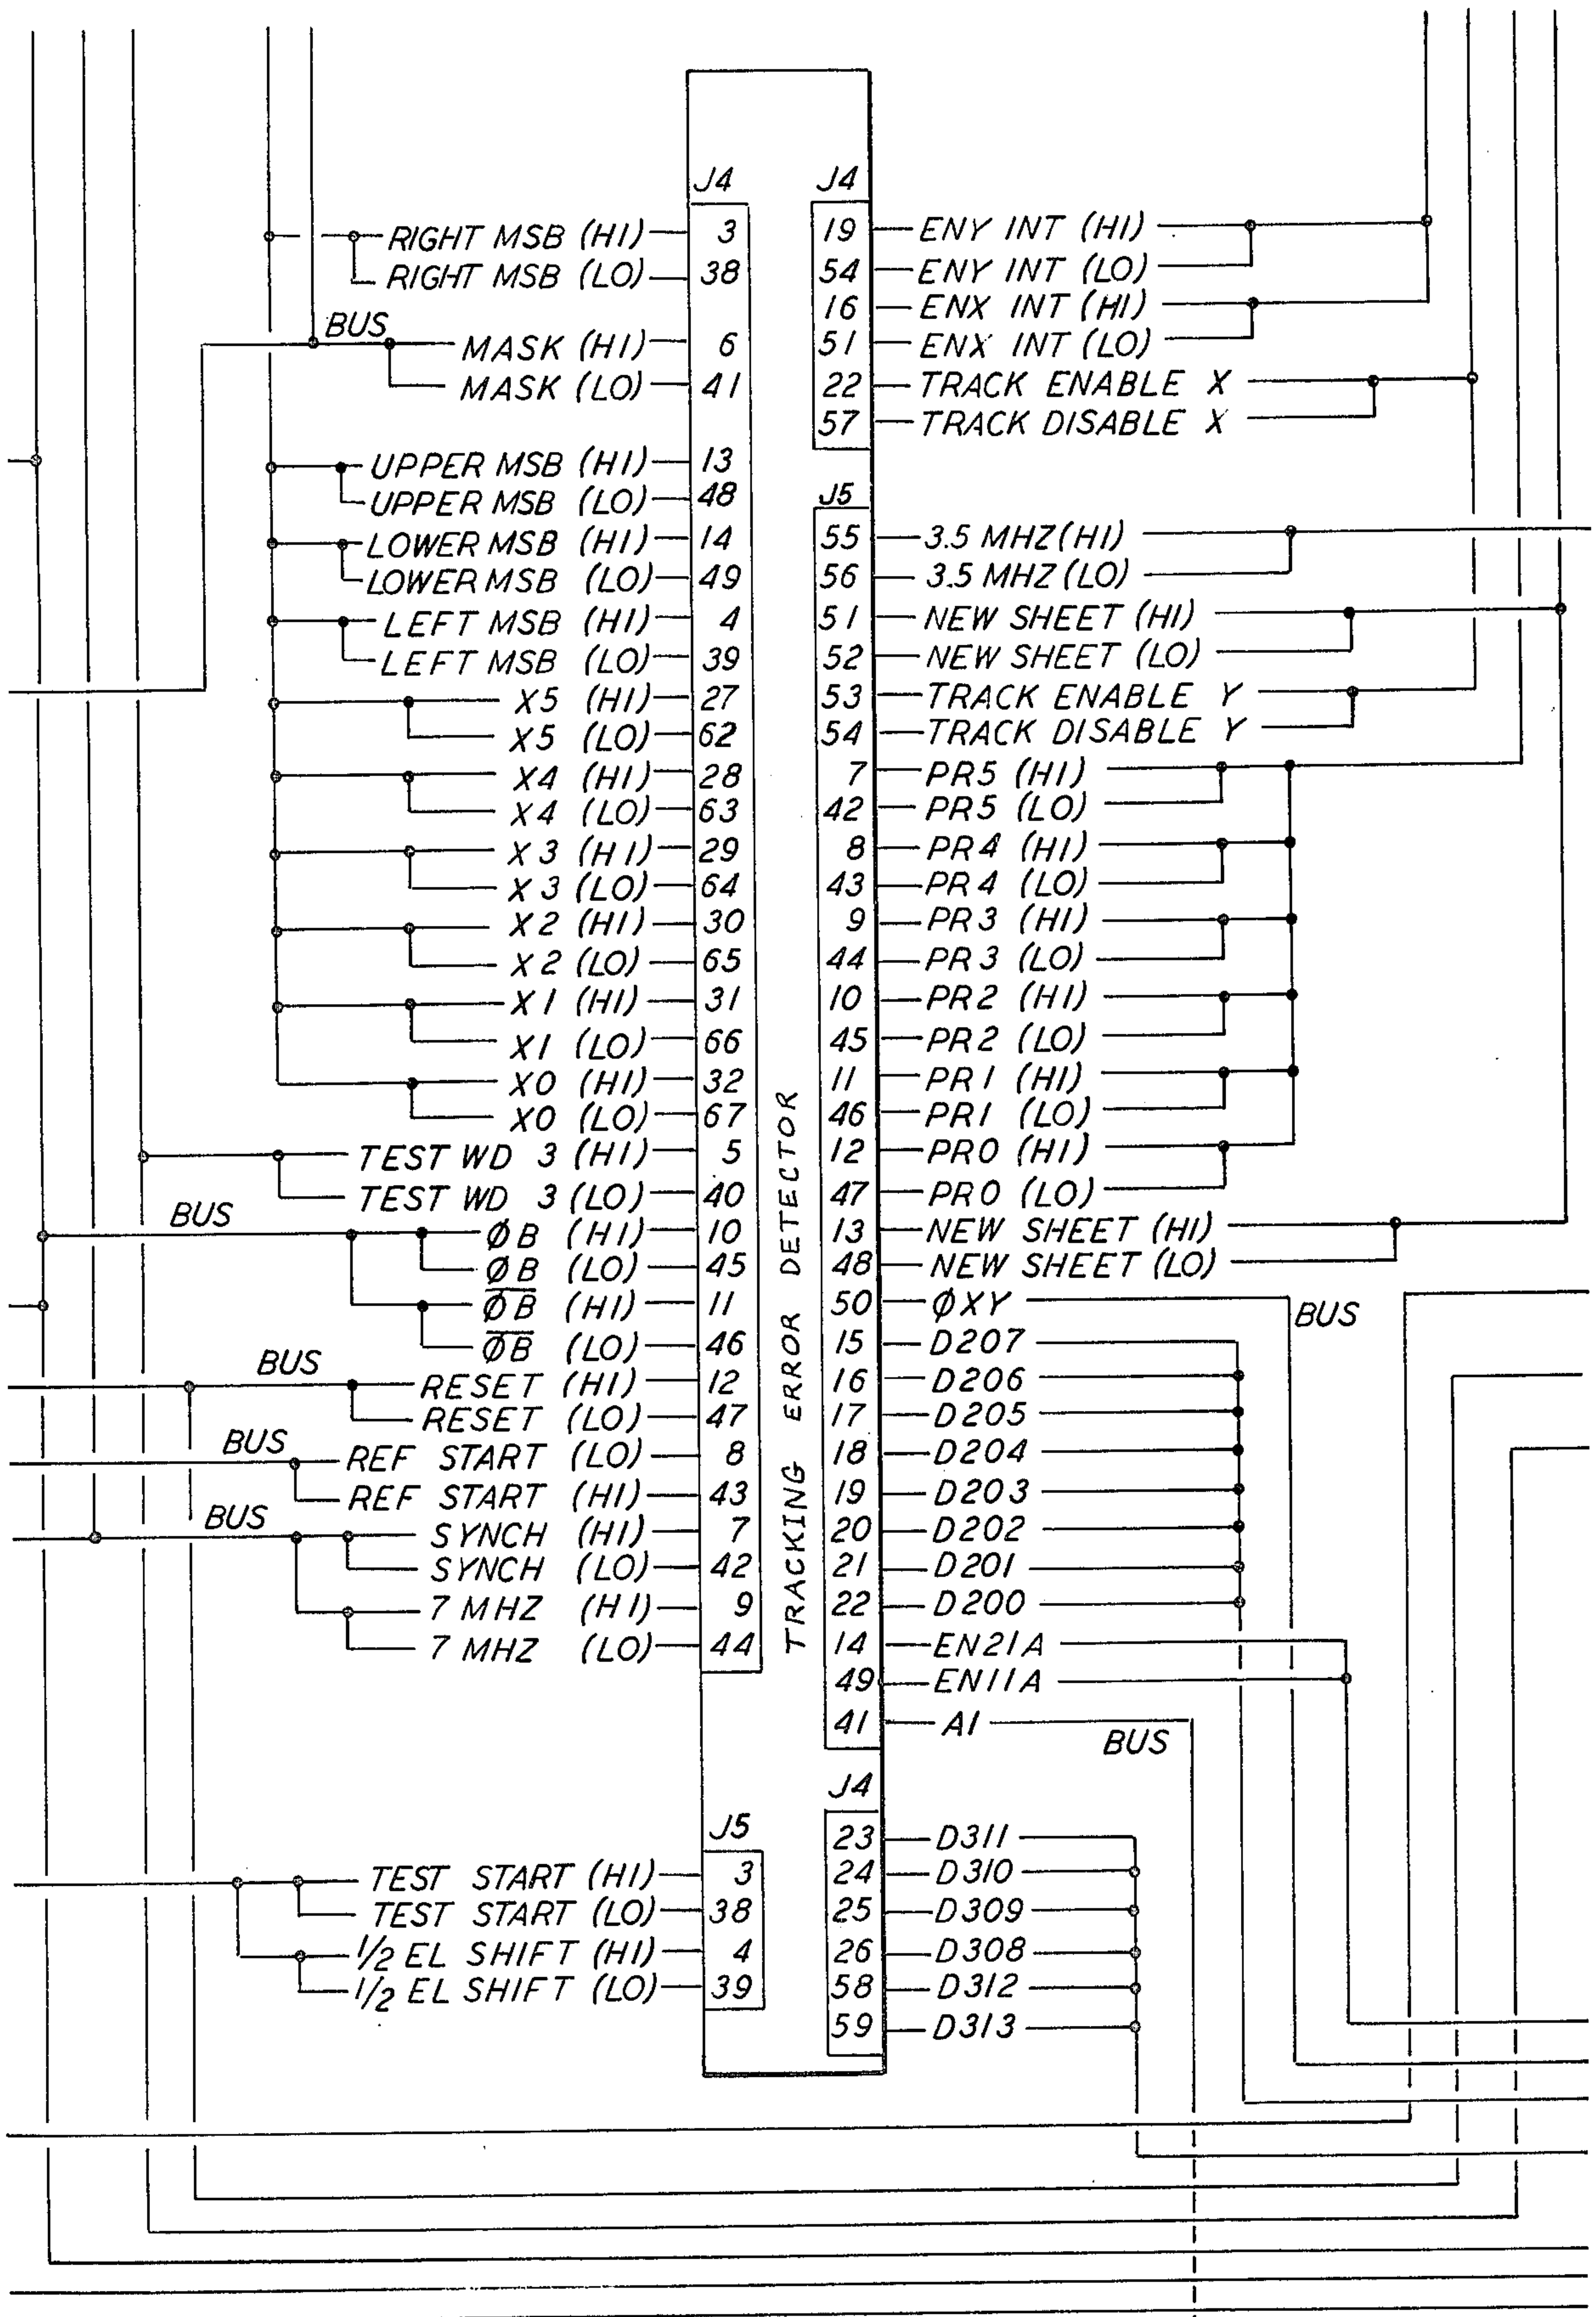 J4
RIGHT MSB (HI) 3
RIGHT MSB (LO) 38
BUS
MASK (HI) 6
MASK (LO) 41
UPPER MSB (HI) 13
UPPER MSB (LO) 48
LOWER MSB (HI) 14
LOWER MSB (LO) 49
LEFT MSB (HI) 4
LEFT MSB (LO) 39
X5 (HI) 27
X5 (LO) 62
X4 (HI) 28
X4 (LO) 63
X3 (HI) 29
X3 (LO) 64
X2 (HI) 30
X2 (LO) 65
X1 (HI) 31
X1 (LO) 66
X0 (HI) 32
X0 (LO) 67
TEST WD 3 (HI) 5
TEST WD 3 (LO) 40
BUS
ØB (HI) 10
ØB (LO) 45
Ø̅B̅ (HI) 11
Ø̅B̅ (LO) 46
BUS
RESET (HI) 12
RESET (LO) 47
BUS
REF START (LO) 8
REF START (HI) 43
BUS
SYNCH (HI) 7
SYNCH (LO) 42
7 MHZ (HI) 9
7 MHZ (LO) 44
J5
TEST START (HI) 3
TEST START (LO) 38
1/2 EL SHIFT (HI) 4
1/2 EL SHIFT (LO) 39
TRACKING ERROR DETECTOR
J4
19 ENY INT (HI)
54 ENY INT (LO)
16 ENX INT (HI)
51 ENX INT (LO)
22 TRACK ENABLE X
57 TRACK DISABLE X
J5
55 3.5 MHZ (HI)
56 3.5 MHZ (LO)
51 NEW SHEET (HI)
52 NEW SHEET (LO)
53 TRACK ENABLE Y
54 TRACK DISABLE Y
7 PR5 (HI)
42 PR5 (LO)
8 PR4 (HI)
43 PR4 (LO)
9 PR3 (HI)
44 PR3 (LO)
10 PR2 (HI)
45 PR2 (LO)
11 PR1 (HI)
46 PR1 (LO)
12 PR0 (HI)
47 PR0 (LO)
13 NEW SHEET (HI)
48 NEW SHEET (LO)
50 ØXY
BUS
15 D207
16 D206
17 D205
18 D204
19 D203
20 D202
21 D201
22 D200
14 EN21A
49 EN11A
41 A1
BUS
J4
23 D311
24 D310
25 D309
26 D308
58 D312
59 D313